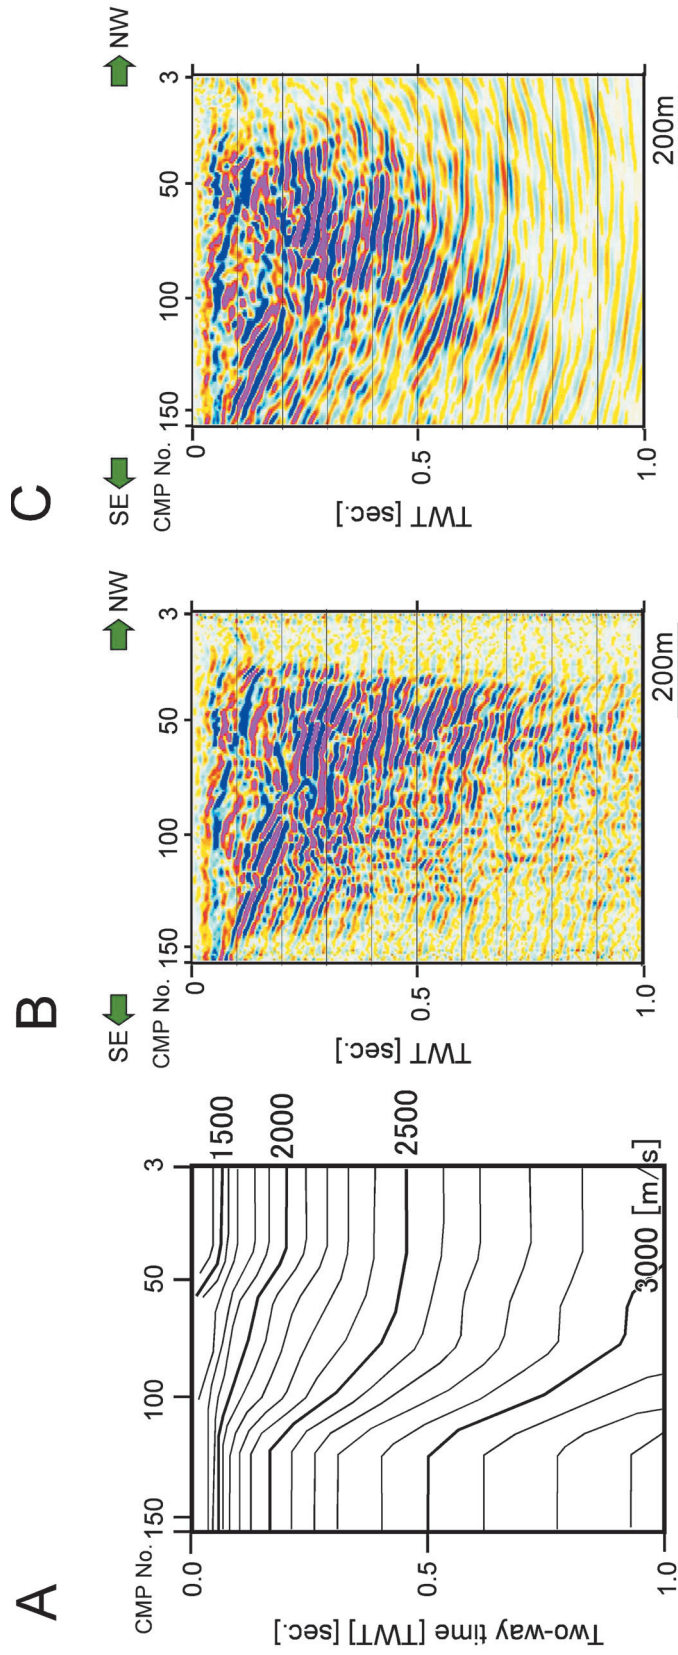 A
CMP No.
150
100
50
3
0.0
0.5
1.0
Two-way time [TWT] [sec.]
1500
2000
2500
3000 [m/s]
B
SE
NW
CMP No.
150
100
50
3
0
0.5
1.0
TWT [sec.]
200m
C
SE
NW
CMP No.
150
100
50
3
0
0.5
1.0
TWT [sec.]
200m